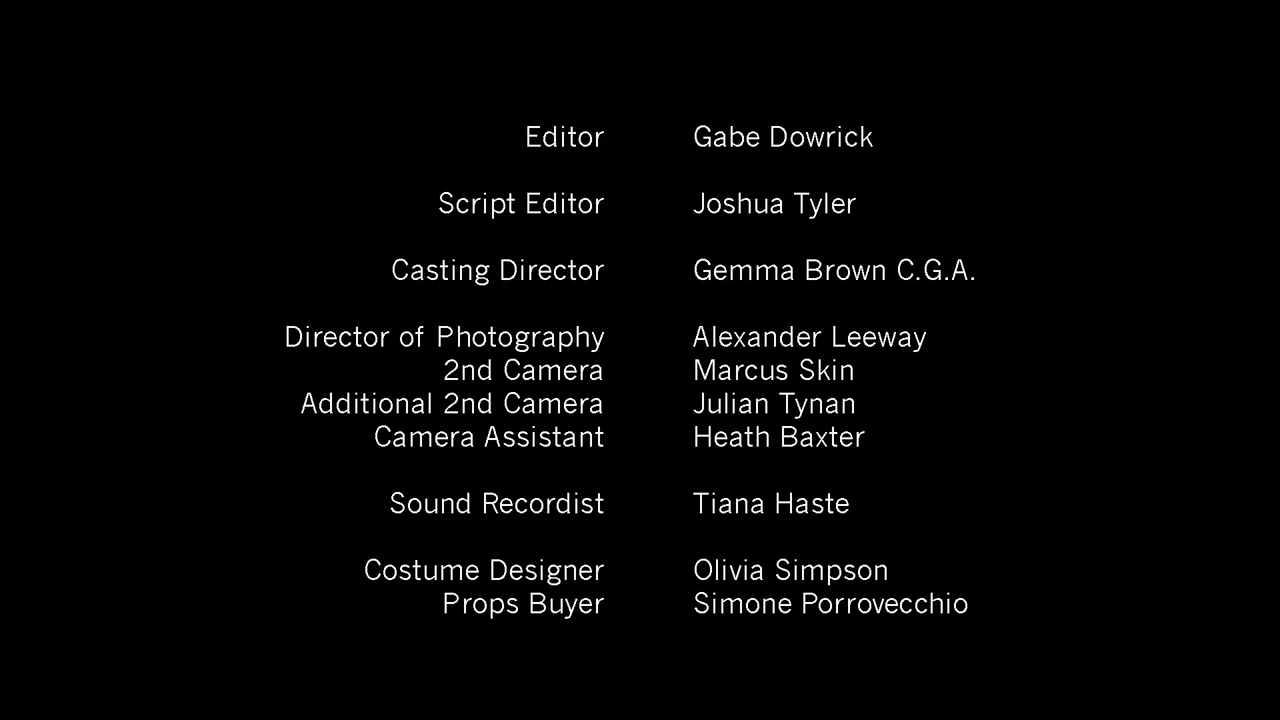 Editor Gabe Dowrick
Script Editor Joshua Tyler
Casting Director Gemma Brown C.G.A.
Director of Photography Alexander Leeway
2nd Camera Marcus Skin
Additional 2nd Camera Julian Tynan
Camera Assistant Heath Baxter
Sound Recordist Tiana Haste
Costume Designer Olivia Simpson
Props Buyer Simone Porrovecchio